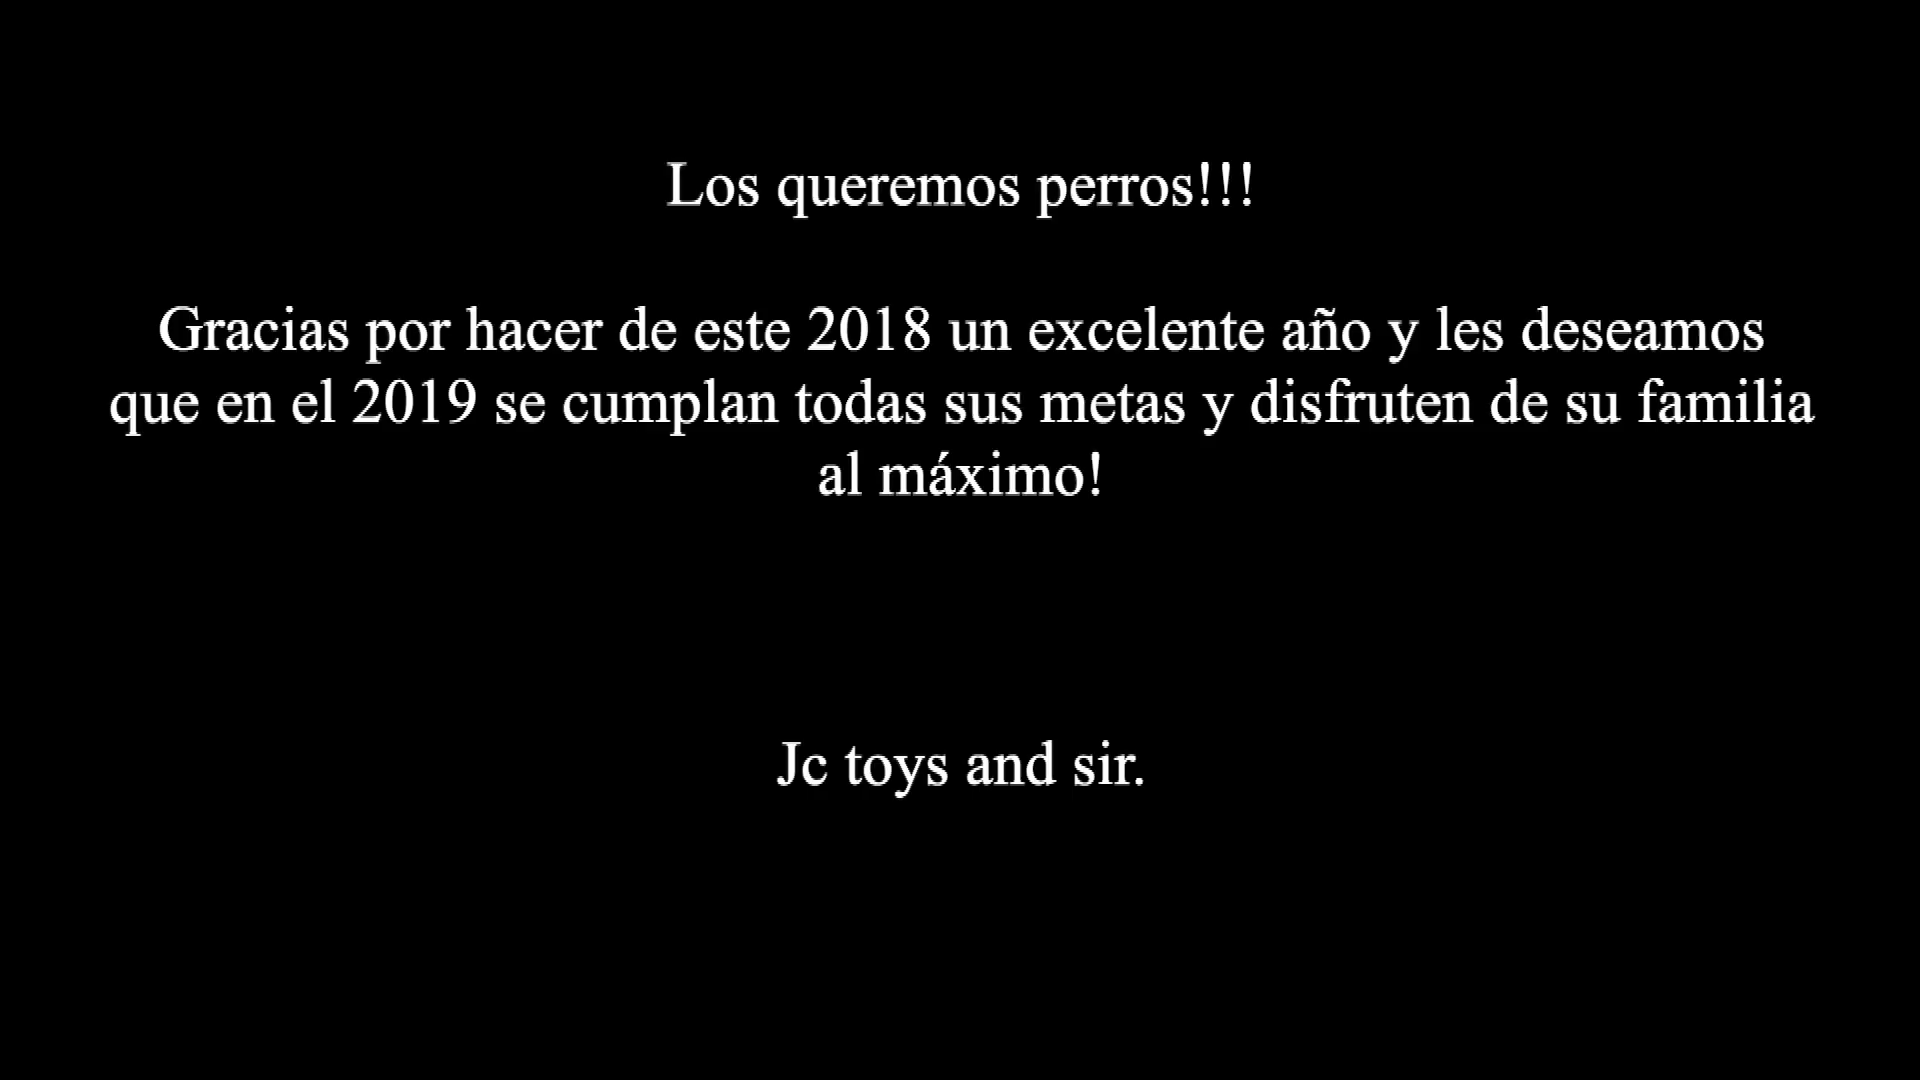 Los queremos perros!!!
Gracias por hacer de este 2018 un excelente año y les deseamos
que en el 2019 se cumplan todas sus metas y disfruten de su familia
al máximo!
Jc toys and sir.